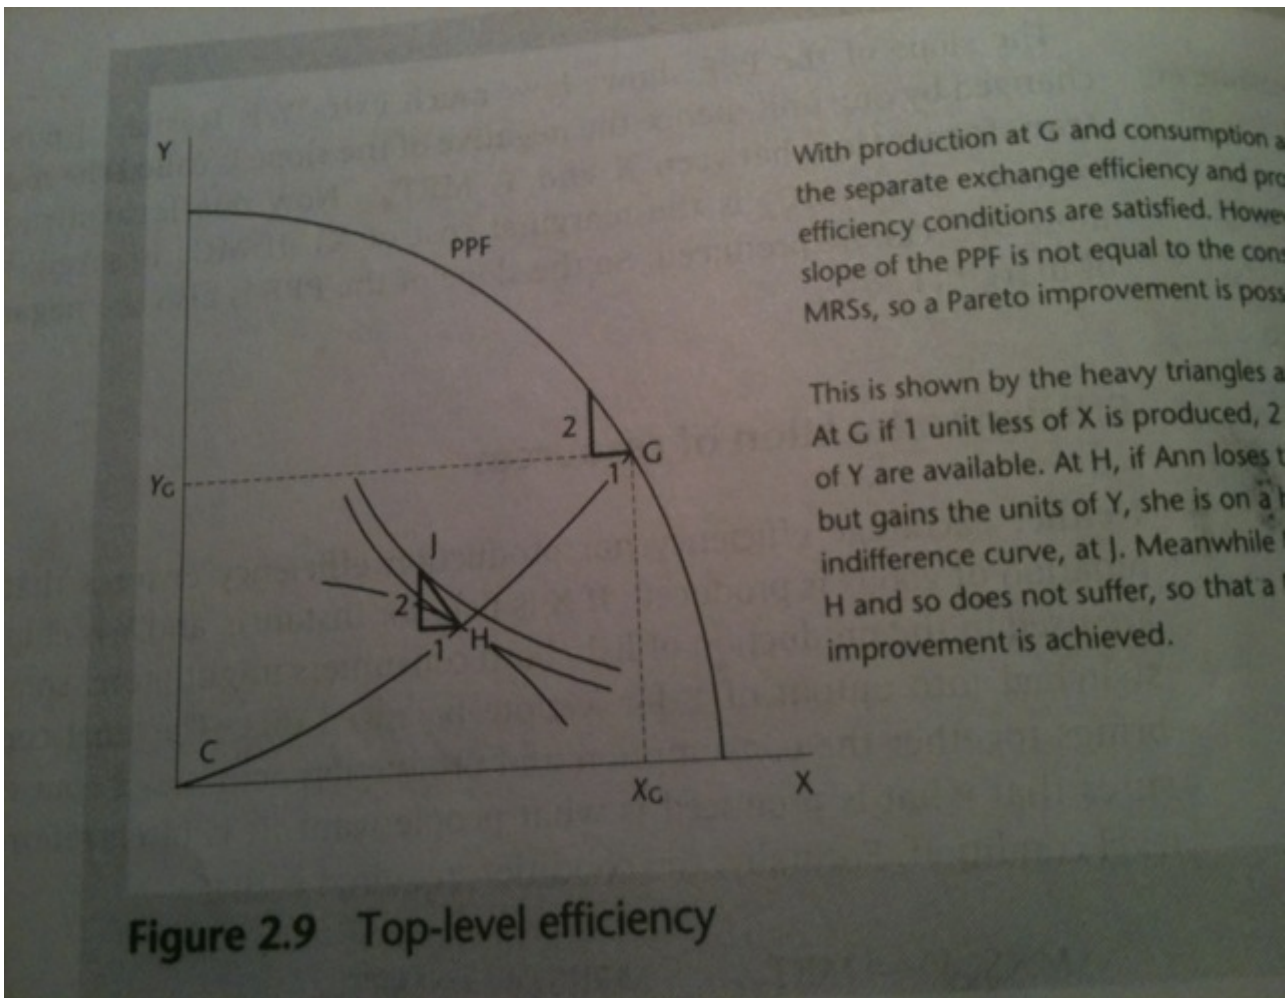 Y
PPF
2
G
1
YG
J
2
H
1
C
XG
X
With production at G and consumption a
the separate exchange efficiency and pro
efficiency conditions are satisfied. Howe
slope of the PPF is not equal to the cons
MRSs, so a Pareto improvement is poss
This is shown by the heavy triangles a
At G if 1 unit less of X is produced, 2
of Y are available. At H, if Ann loses t
but gains the units of Y, she is on a h
indifference curve, at J. Meanwhile
H and so does not suffer, so that a
improvement is achieved.
Figure 2.9 Top-level efficiency